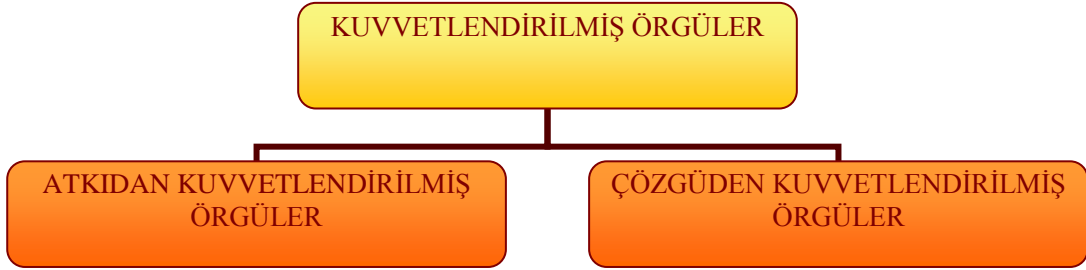 KUVVETLENDİRİLMİŞ ÖRGÜLER
ATKIDAN KUVVETLENDİRİLMİŞ
ÖRGÜLER
ÇÖZGÜDEN KUVVETLENDİRİLMİŞ
ÖRGÜLER